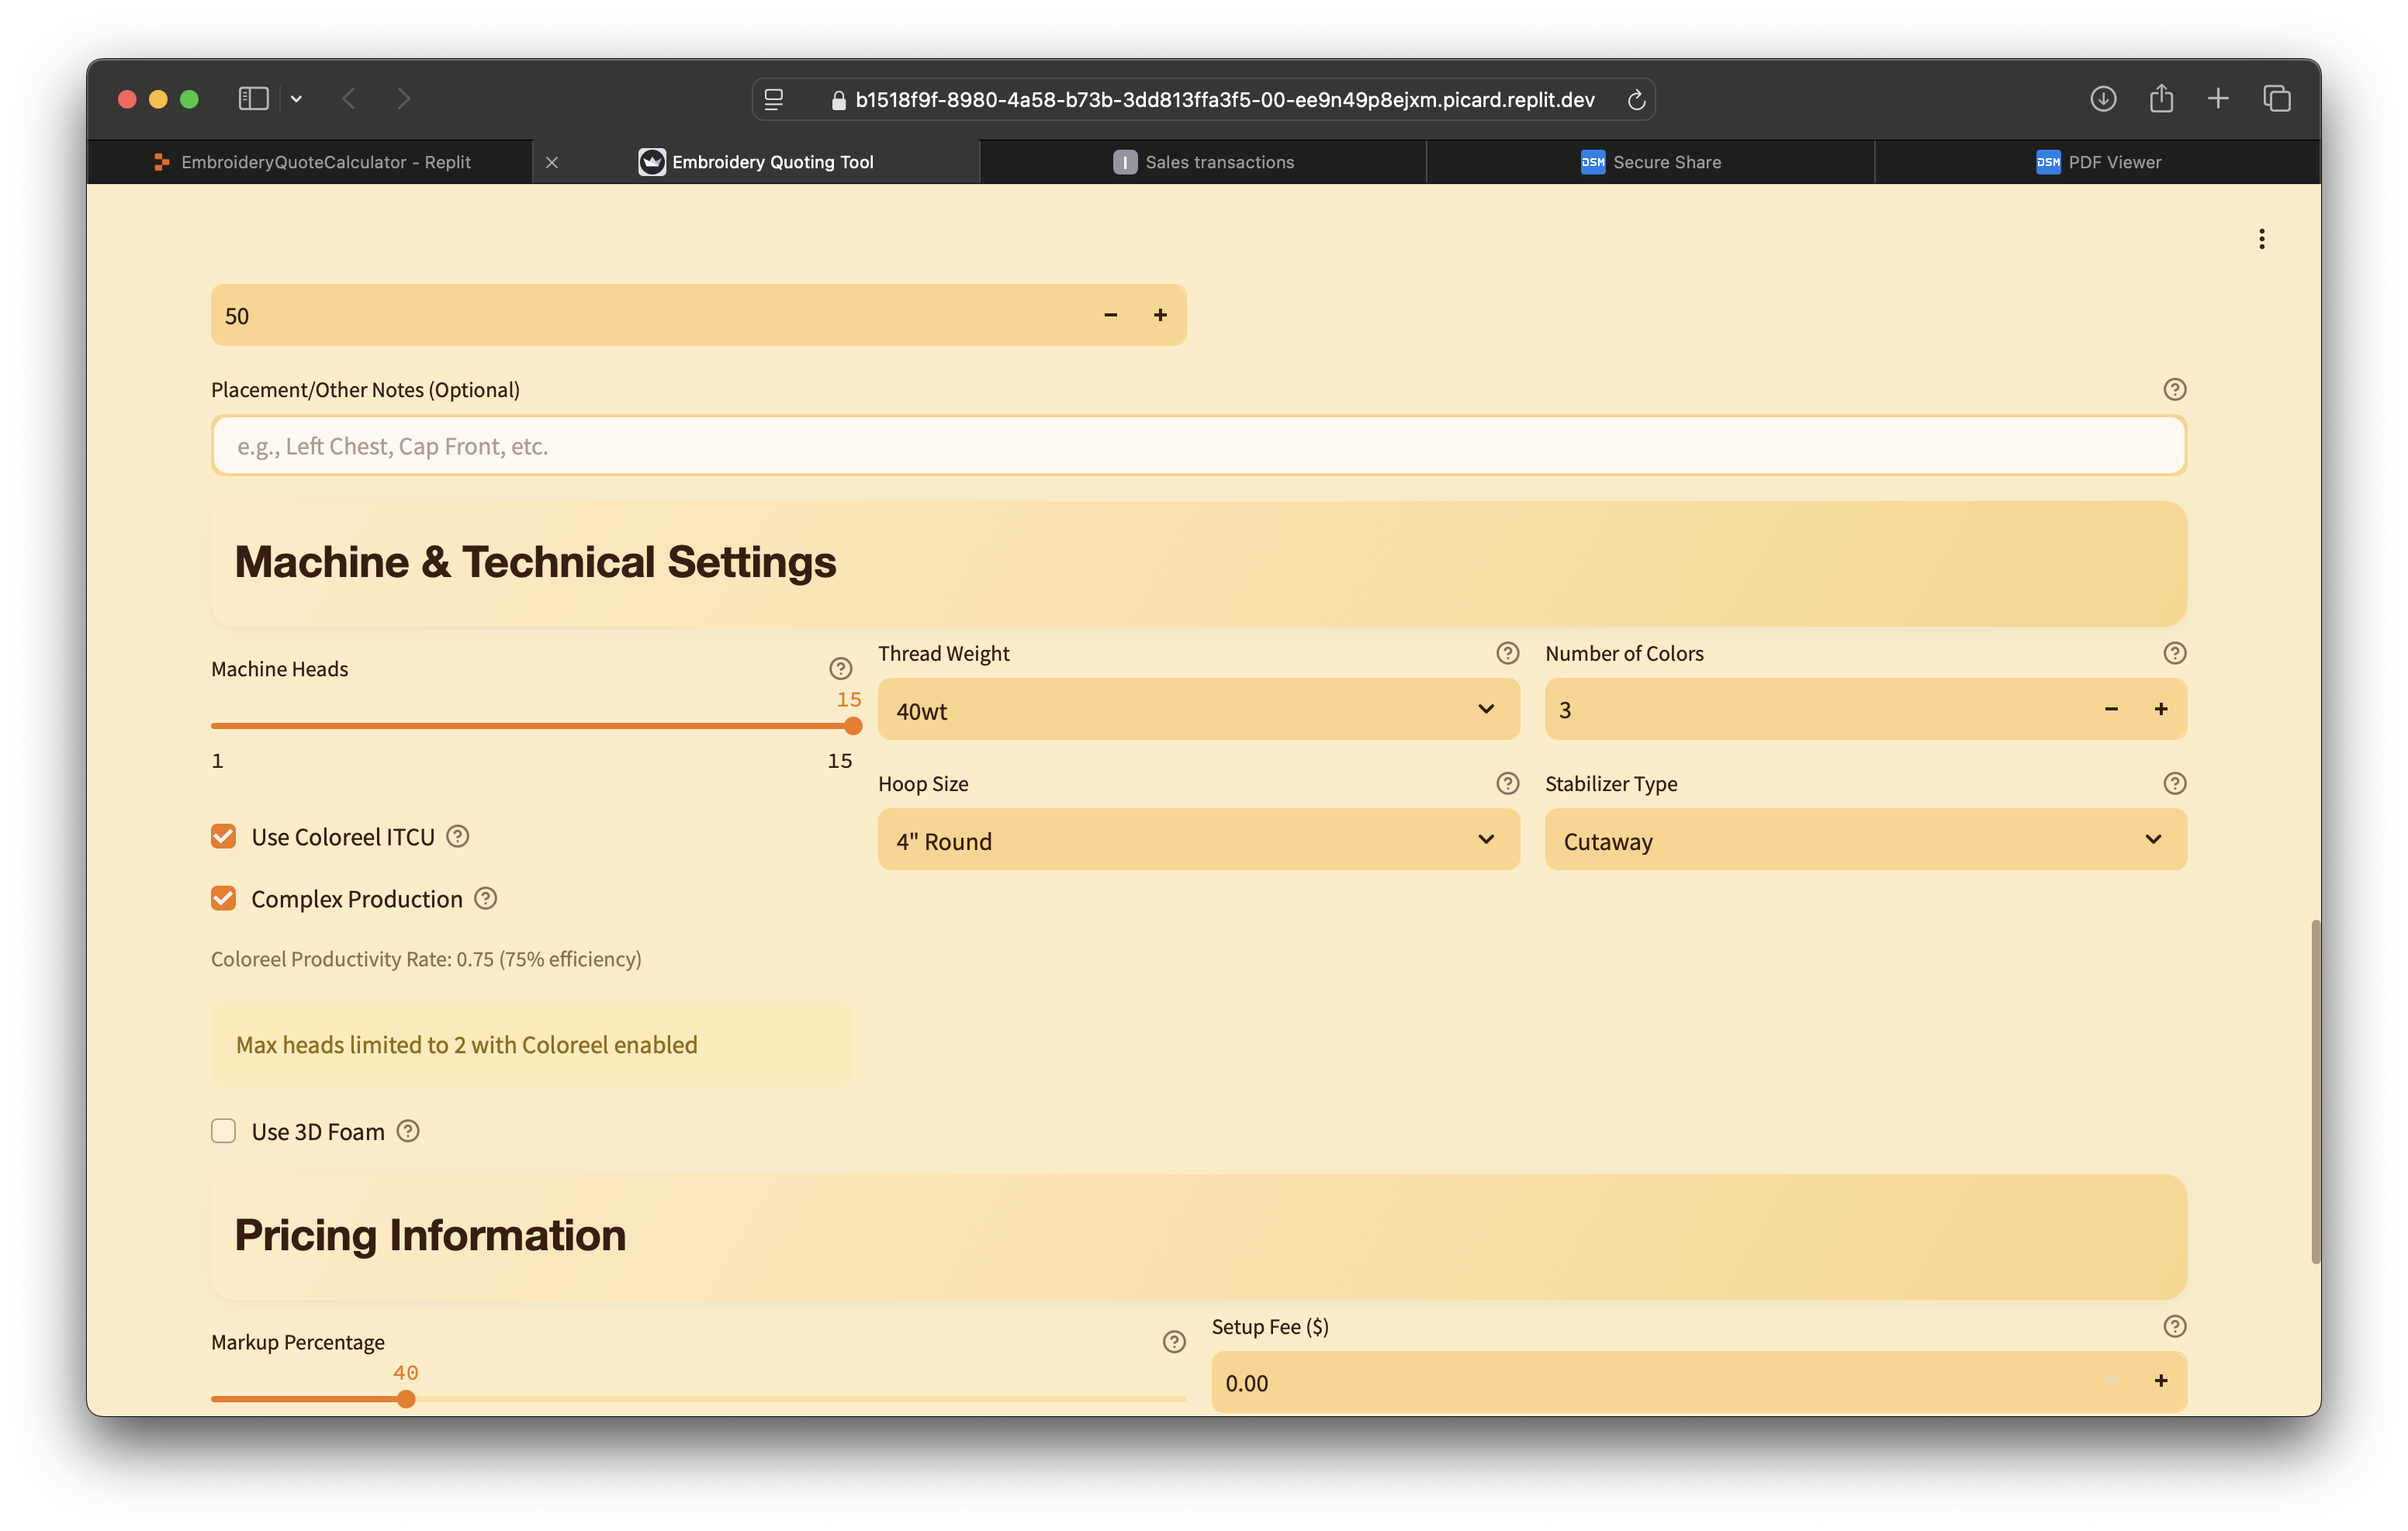 b1518f9f-8980-4a58-b73b-3dd813ffa3f5-00-ee9n49p8ejxm.picard.replit.dev
EmbroideryQuoteCalculator - Replit
Embroidery Quoting Tool
I Sales transactions
DSM Secure Share
DSM PDF Viewer
50
Placement/Other Notes (Optional)
e.g., Left Chest, Cap Front, etc.
Machine & Technical Settings
Machine Heads
15
1 15
Use Coloreel ITCU
Complex Production
Coloreel Productivity Rate: 0.75 (75% efficiency)
Max heads limited to 2 with Coloreel enabled
Use 3D Foam
Thread Weight
40wt
Hoop Size
4" Round
Number of Colors
3
Stabilizer Type
Cutaway
Pricing Information
Markup Percentage
40
Setup Fee ($)
0.00